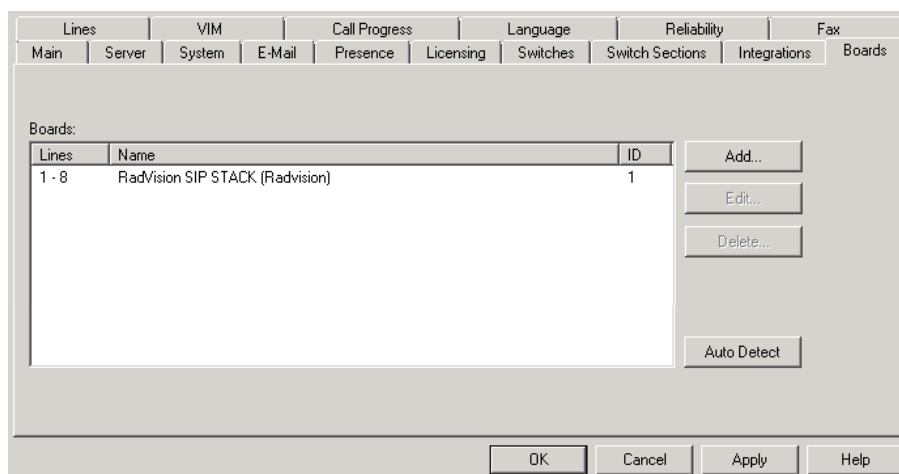 Lines VIM Call Progress Language Reliability Fax
Main Server System E-Mail Presence Licensing Switches Switch Sections Integrations Boards
Boards:
Lines Name ID
1 - 8 RadVision SIP STACK (Radvision) 1
Add...
Edit...
Delete...
Auto Detect
OK Cancel Apply Help